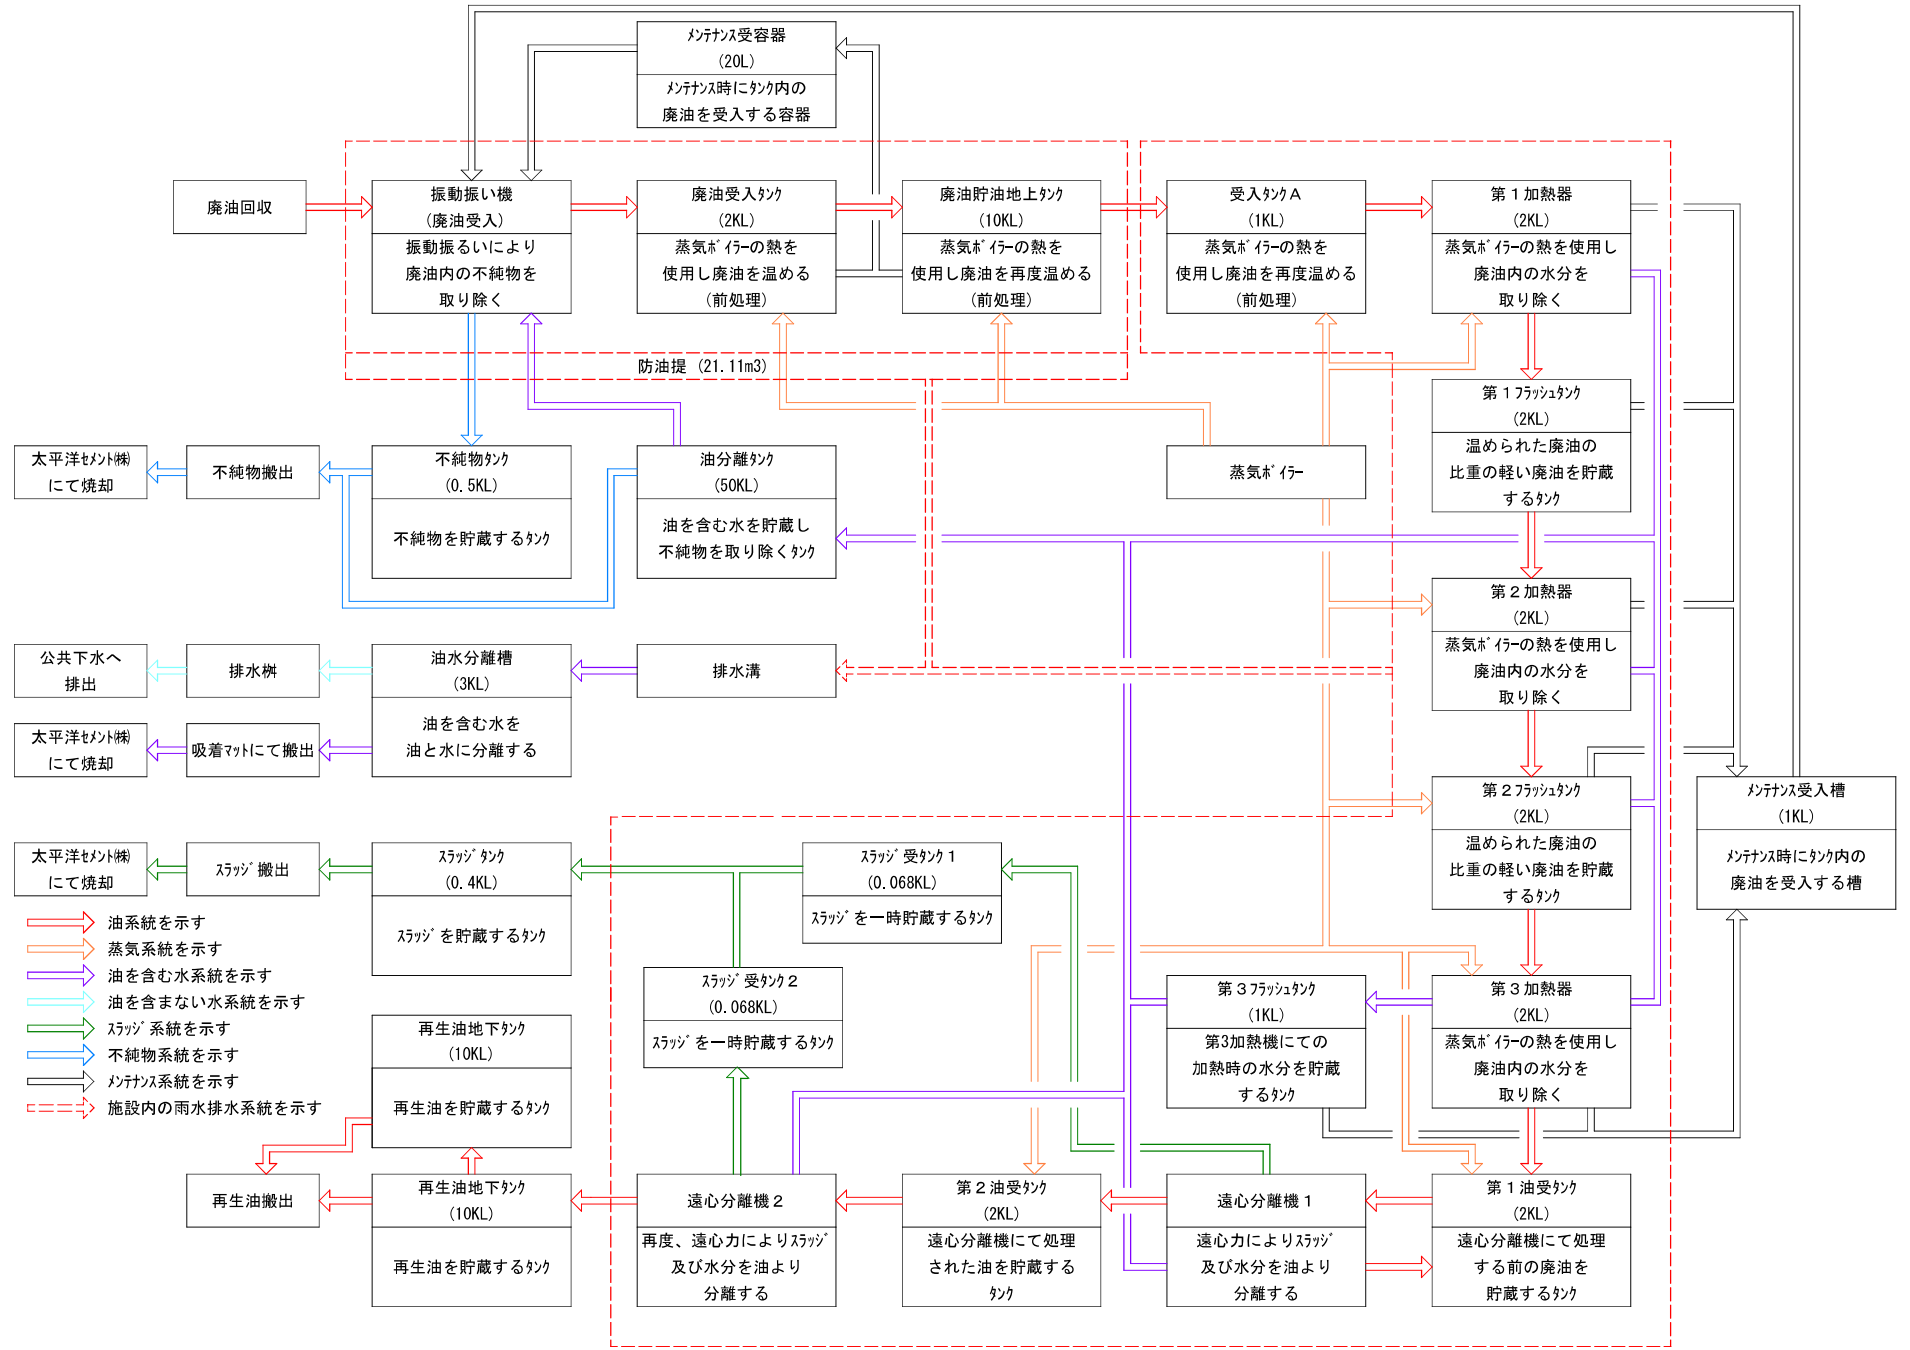 メンテナンス受容器
(20L)
メンテナンス時にタンク内の
廃油を受入する容器
廃油回収
振動振い機
(廃油受入)
振動振るいにより
廃油内の不純物を
取り除く
廃油受入タンク
(2KL)
蒸気ボイラーの熱を
使用し廃油を温める
(前処理)
廃油貯油地上タンク
(10KL)
蒸気ボイラーの熱を
使用し廃油を再度温める
(前処理)
受入タンクA
(1KL)
蒸気ボイラーの熱を
使用し廃油を再度温める
(前処理)
第1加熱器
(2KL)
蒸気ボイラーの熱を使用し
廃油内の水分を
取り除く
防油提 (21.11m3)
第1フラッシュタンク
(2KL)
温められた廃油の
比重の軽い廃油を貯蔵
するタンク
太平洋セメント㈱
にて焼却
不純物搬出
不純物タンク
(0.5KL)
不純物を貯蔵するタンク
油分離タンク
(50KL)
油を含む水を貯蔵し
不純物を取り除くタンク
蒸気ボイラー
第2加熱器
(2KL)
蒸気ボイラーの熱を使用し
廃油内の水分を
取り除く
公共下水へ
排出
排水桝
油水分離槽
(3KL)
油を含む水を
油と水に分離する
排水溝
太平洋セメント㈱
にて焼却
吸着マットにて搬出
第2フラッシュタンク
(2KL)
温められた廃油の
比重の軽い廃油を貯蔵
するタンク
メンテナンス受入槽
(1KL)
メンテナンス時にタンク内の
廃油を受入する槽
太平洋セメント㈱
にて焼却
スラッジ搬出
スラッジタンク
(0.4KL)
スラッジを貯蔵するタンク
スラッジ受タンク1
(0.068KL)
スラッジを一時貯蔵するタンク
スラッジ受タンク2
(0.068KL)
スラッジを一時貯蔵するタンク
第3フラッシュタンク
(1KL)
第3加熱機にての
加熱時の水分を貯蔵
するタンク
第3加熱器
(2KL)
蒸気ボイラーの熱を使用し
廃油内の水分を
取り除く
油系統を示す
蒸気系統を示す
油を含む水系統を示す
油を含まない水系統を示す
スラッジ系統を示す
不純物系統を示す
メンテナンス系統を示す
施設内の雨水排水系統を示す
再生油地下タンク
(10KL)
再生油を貯蔵するタンク
再生油搬出
再生油地下タンク
(10KL)
再生油を貯蔵するタンク
遠心分離機2
再度、遠心力によりスラッジ
及び水分を油より
分離する
第2油受タンク
(2KL)
遠心分離機にて処理
された油を貯蔵する
タンク
遠心分離機1
遠心力によりスラッジ
及び水分を油より
分離する
第1油受タンク
(2KL)
遠心分離機にて処理
する前の廃油を
貯蔵するタンク